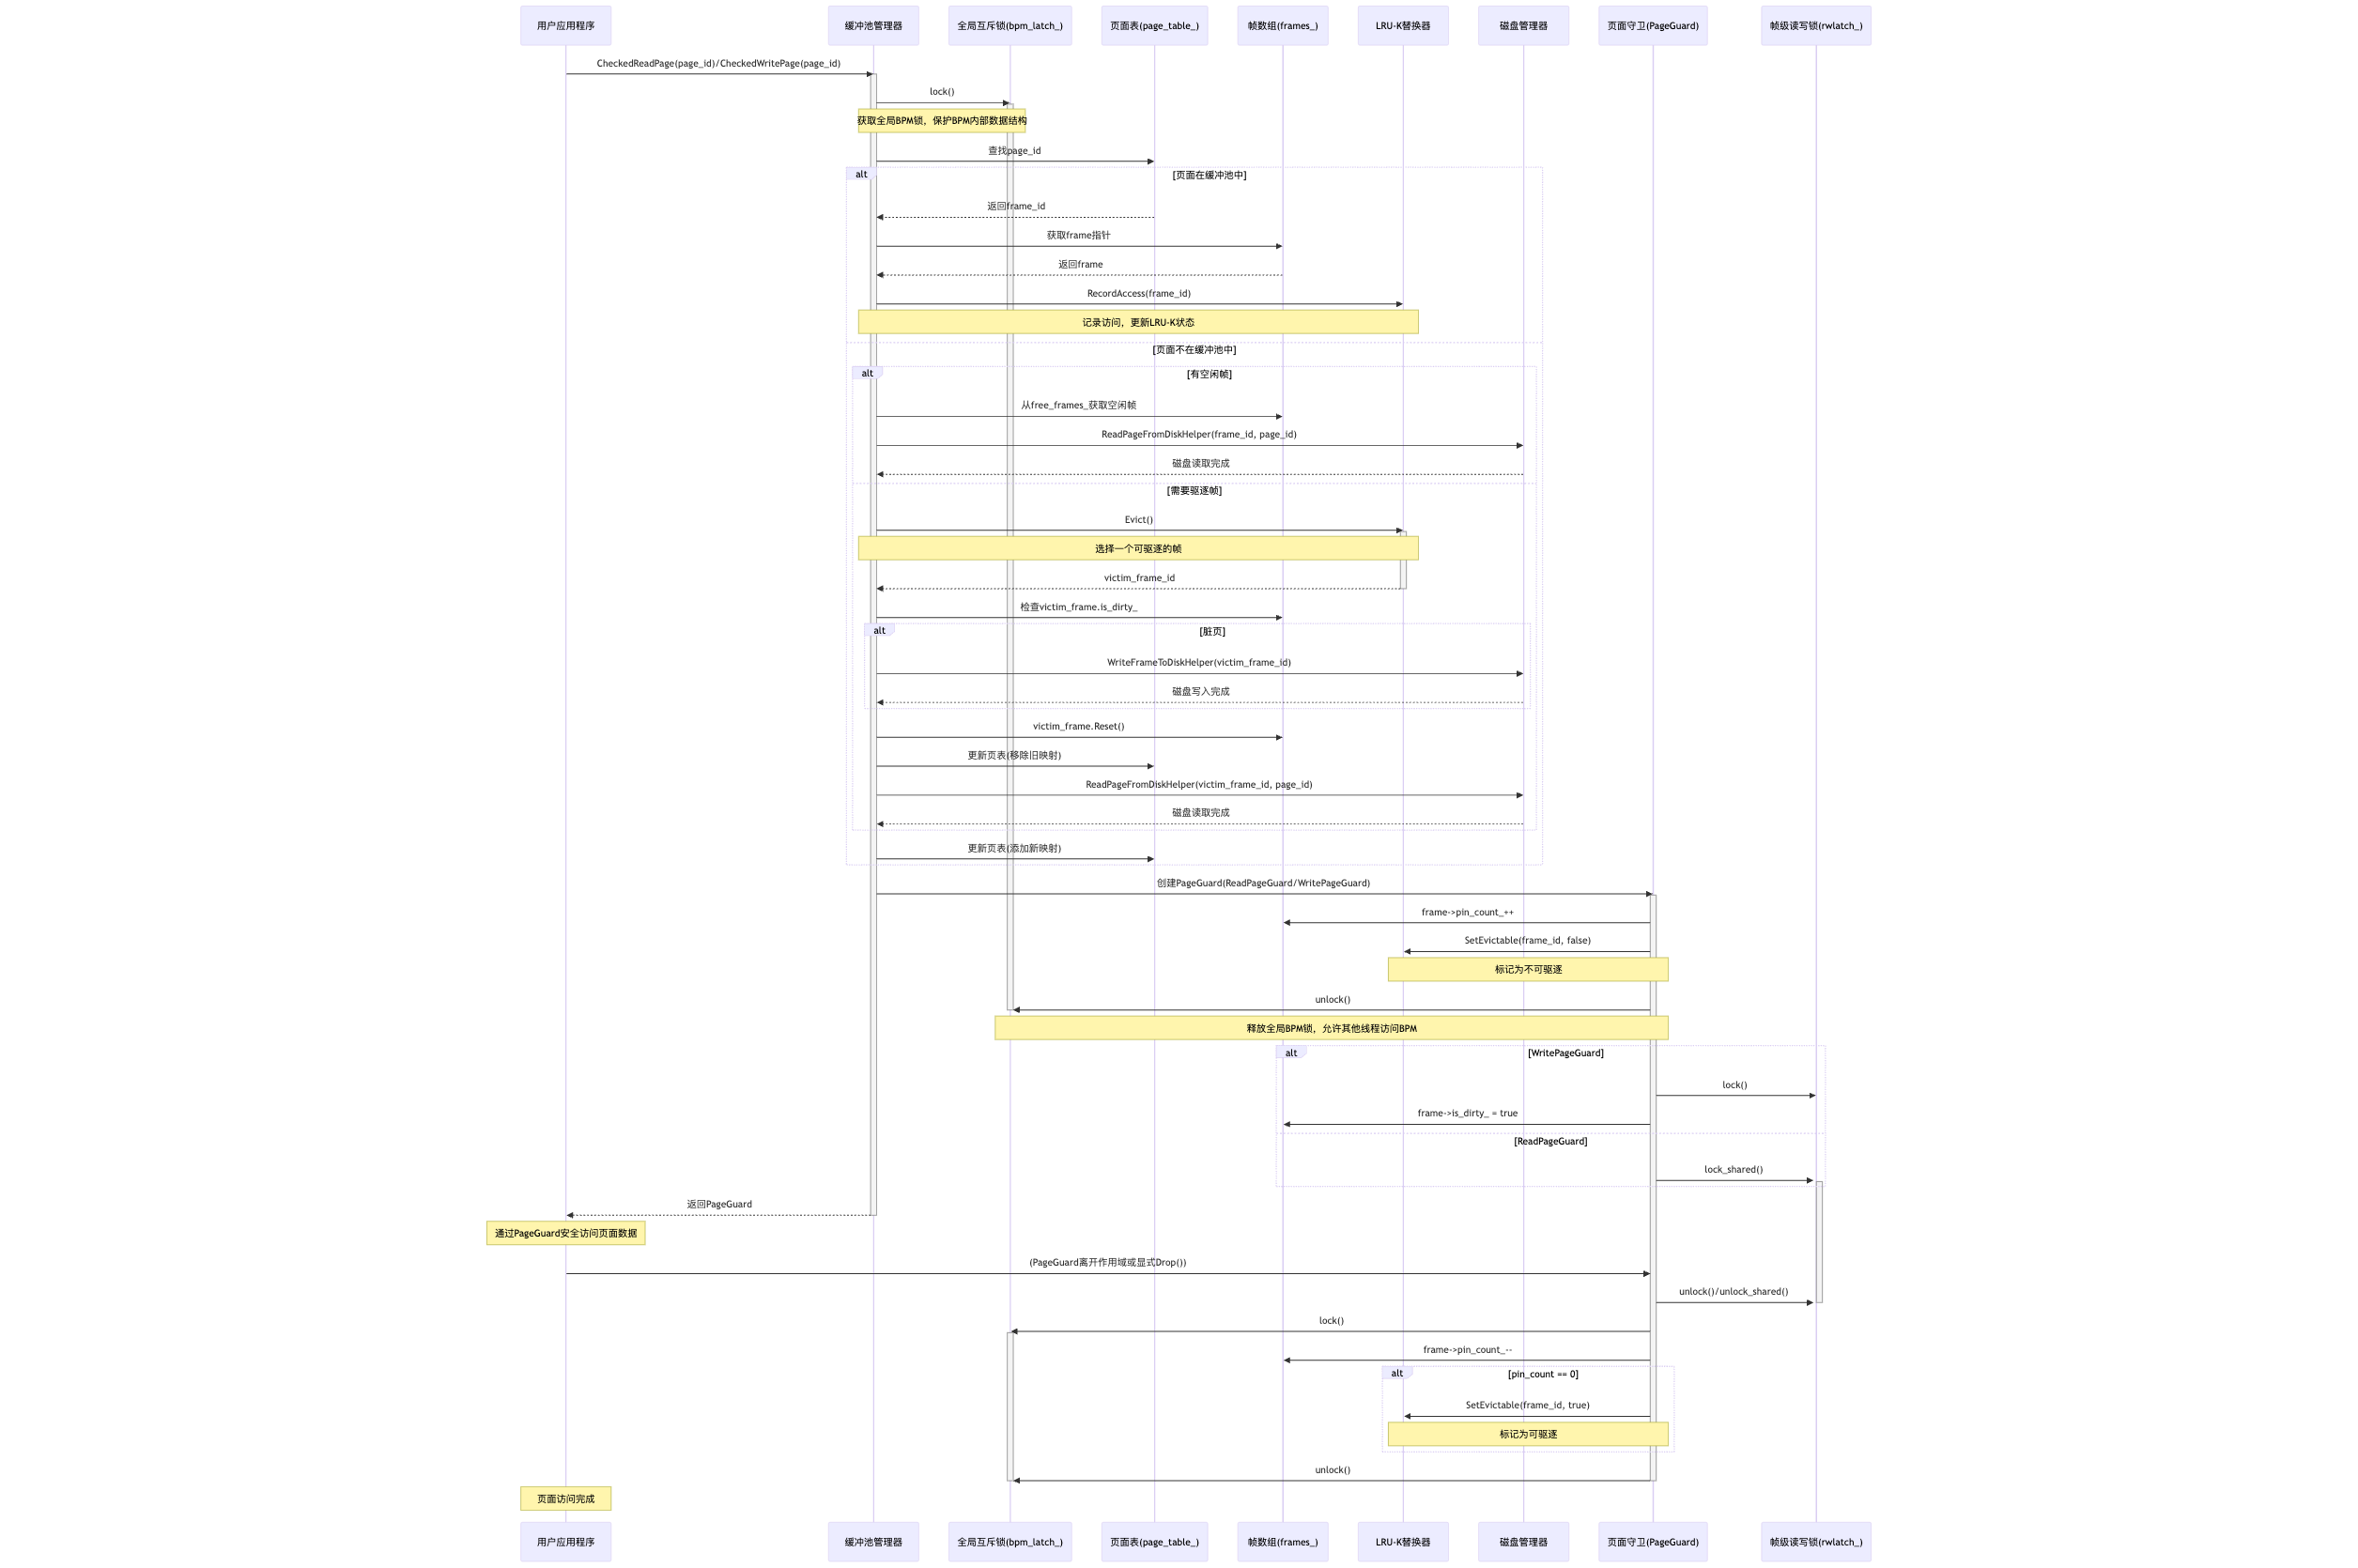 用户应用程序
缓冲池管理器
全局互斥锁(bpm_latch_)
页面表(page_table_)
帧数组(frames_)
LRU-K替换器
磁盘管理器
页面守卫(PageGuard)
帧级读写锁(rwlatch_)
CheckedReadPage(page_id)/CheckedWritePage(page_id)
lock()
获取全局BPM锁，保护BPM内部数据结构
查找page_id
alt
[页面在缓冲池中]
返回frame_id
获取frame指针
返回frame
RecordAccess(frame_id)
记录访问，更新LRU-K状态
[页面不在缓冲池中]
alt
[有空闲帧]
从free_frames_获取空闲帧
ReadPageFromDiskHelper(frame_id, page_id)
磁盘读取完成
[需要驱逐帧]
Evict()
选择一个可驱逐的帧
victim_frame_id
检查victim_frame.is_dirty_
alt
[脏页]
WriteFrameToDiskHelper(victim_frame_id)
磁盘写入完成
victim_frame.Reset()
更新页表(移除旧映射)
ReadPageFromDiskHelper(victim_frame_id, page_id)
磁盘读取完成
更新页表(添加新映射)
创建PageGuard(ReadPageGuard/WritePageGuard)
frame->pin_count_++
SetEvictable(frame_id, false)
标记为不可驱逐
unlock()
释放全局BPM锁，允许其他线程访问BPM
alt
[WritePageGuard]
lock()
frame->is_dirty_ = true
[ReadPageGuard]
lock_shared()
返回PageGuard
通过PageGuard安全访问页面数据
(PageGuard离开作用域或显式Drop())
unlock()/unlock_shared()
lock()
frame->pin_count_--
alt
[pin_count == 0]
SetEvictable(frame_id, true)
标记为可驱逐
unlock()
页面访问完成
用户应用程序
缓冲池管理器
全局互斥锁(bpm_latch_)
页面表(page_table_)
帧数组(frames_)
LRU-K替换器
磁盘管理器
页面守卫(PageGuard)
帧级读写锁(rwlatch_)